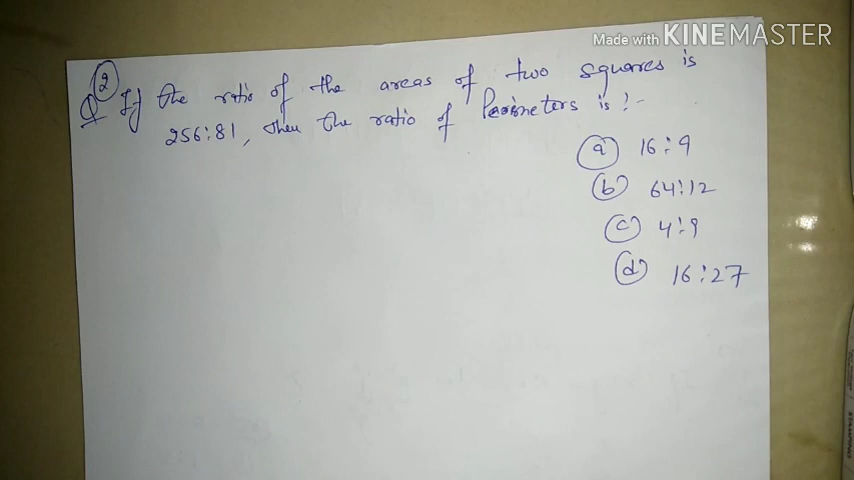 Made with KINEMASTER
Q (2) If the ratio of the areas of two squares is
256:81, then the ratio of Perimeters is :-
(a) 16:9
(b) 64:12
(c) 4:9
(d) 16:27